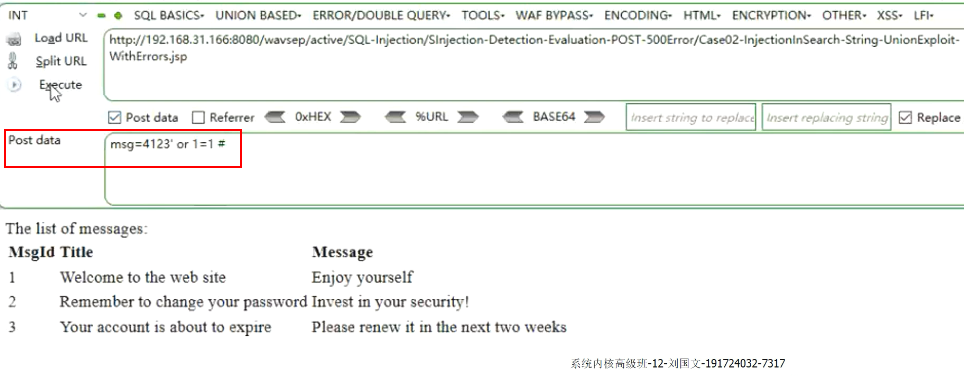 INT SQL BASICS▾ UNION BASED▾ ERROR/DOUBLE QUERY▾ TOOLS▾ WAF BYPASS▾ ENCODING▾ HTML▾ ENCRYPTION▾ OTHER▾ XSS▾ LFI▾
Load URL
Split URL
Execute
http://192.168.31.166:8080/wavsep/active/SQL-Injection/SInjection-Detection-Evaluation-POST-500Error/Case02-InjectionInSearch-String-UnionExploit-
WithErrors.jsp
Post data Referrer 0xHEX %URL BASE64 Insert string to replace Insert replacing string Replace
Post data
msg=4123' or 1=1 #
The list of messages:
MsgId Title Message
1 Welcome to the web site Enjoy yourself
2 Remember to change your password Invest in your security!
3 Your account is about to expire Please renew it in the next two weeks
系统内核高级班-12-刘国文-191724032-7317